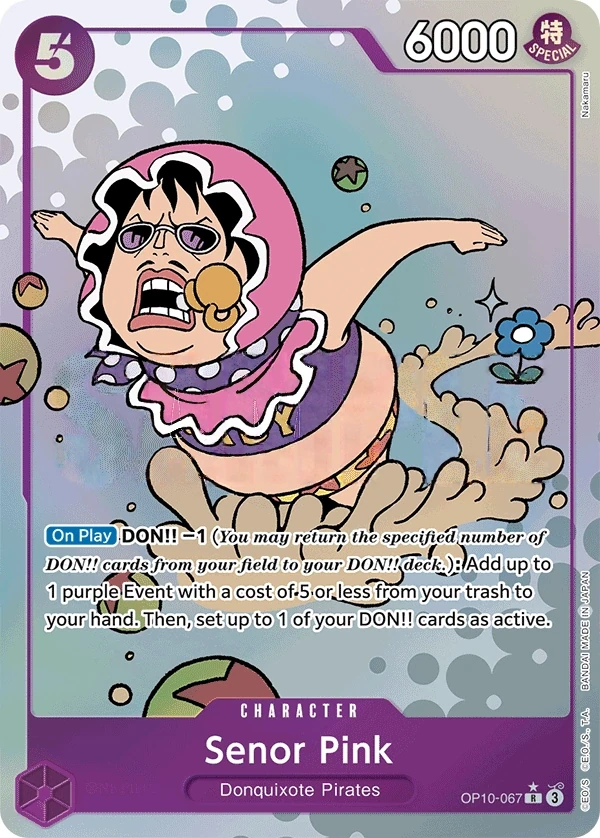 5
6000
特
SPECIAL
Nakamaru
On Play DON!! −1 (You may return the specified number of
DON!! cards from your field to your DON!! deck.): Add up to
1 purple Event with a cost of 5 or less from your trash to
your hand. Then, set up to 1 of your DON!! cards as active.
©E.O./S ©E.O./S., T.A. BANDAI MADE IN JAPAN
CHARACTER
Senor Pink
Donquixote Pirates
OP10-067 R 3